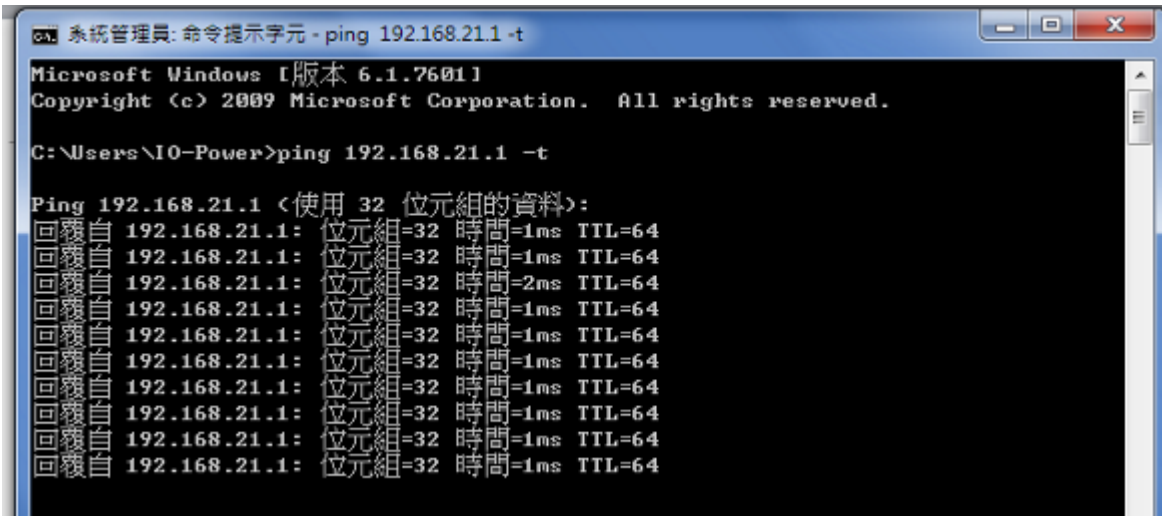 系統管理員: 命令提示字元 - ping 192.168.21.1 -t
Microsoft Windows [版本 6.1.7601]
Copyright (c) 2009 Microsoft Corporation.  All rights reserved.
C:\Users\IO-Power>ping 192.168.21.1 -t
Ping 192.168.21.1 (使用 32 位元組的資料):
回覆自 192.168.21.1: 位元組=32 時間=1ms TTL=64
回覆自 192.168.21.1: 位元組=32 時間=1ms TTL=64
回覆自 192.168.21.1: 位元組=32 時間=2ms TTL=64
回覆自 192.168.21.1: 位元組=32 時間=1ms TTL=64
回覆自 192.168.21.1: 位元組=32 時間=1ms TTL=64
回覆自 192.168.21.1: 位元組=32 時間=1ms TTL=64
回覆自 192.168.21.1: 位元組=32 時間=1ms TTL=64
回覆自 192.168.21.1: 位元組=32 時間=1ms TTL=64
回覆自 192.168.21.1: 位元組=32 時間=1ms TTL=64
回覆自 192.168.21.1: 位元組=32 時間=1ms TTL=64